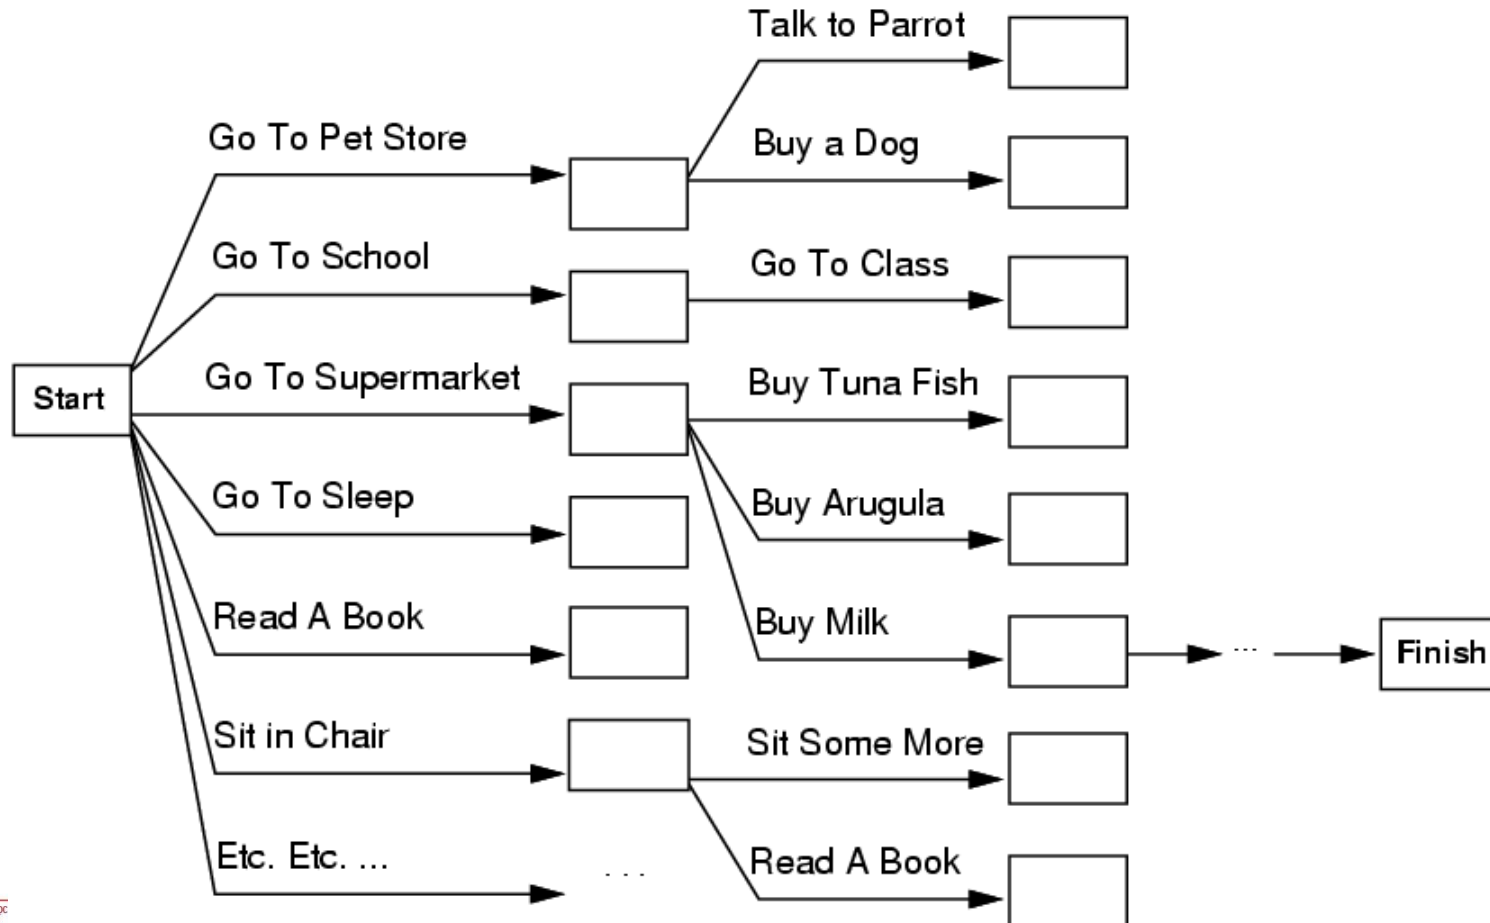 Talk to Parrot
Go To Pet Store
Buy a Dog
Go To School
Go To Class
Go To Supermarket
Buy Tuna Fish
Start
Go To Sleep
Buy Arugula
Read A Book
Buy Milk
...
Finish
Sit in Chair
Sit Some More
Etc. Etc. ...
. . .
Read A Book